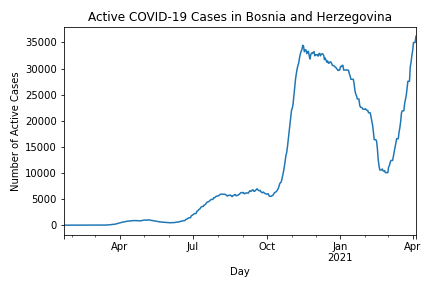 Active COVID-19 Cases in Bosnia and Herzegovina
Number of Active Cases
35000
30000
25000
20000
15000
10000
5000
0
Apr
Jul
Oct
Jan
2021
Apr
Day